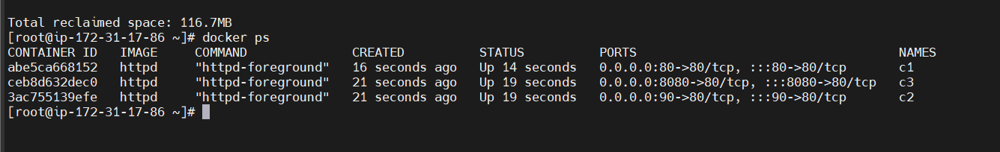 Total reclaimed space: 116.7MB
[root@ip-172-31-17-86 ~]# docker ps
CONTAINER ID   IMAGE     COMMAND              CREATED          STATUS          PORTS                                   NAMES
abe5ca668152   httpd     "httpd-foreground"   16 seconds ago   Up 14 seconds   0.0.0.0:80->80/tcp, :::80->80/tcp       c1
ceb8d632dec0   httpd     "httpd-foreground"   21 seconds ago   Up 19 seconds   0.0.0.0:8080->80/tcp, :::8080->80/tcp   c3
3ac755139efe   httpd     "httpd-foreground"   21 seconds ago   Up 19 seconds   0.0.0.0:90->80/tcp, :::90->80/tcp       c2
[root@ip-172-31-17-86 ~]#